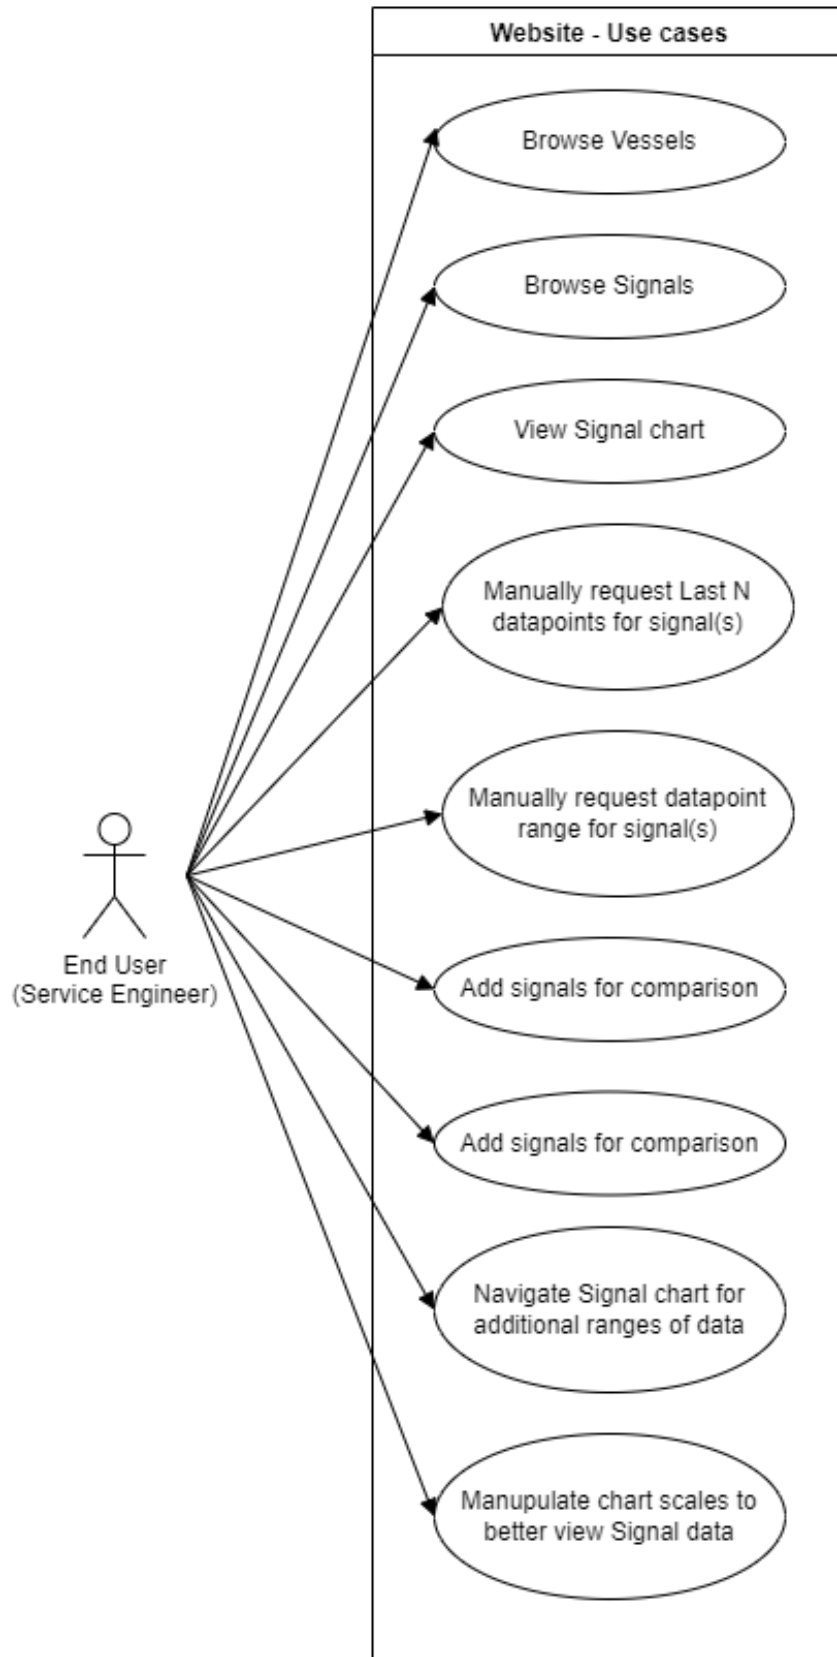 Website - Use cases
Browse Vessels
Browse Signals
View Signal chart
Manually request Last N
datapoints for signal(s)
Manually request datapoint
range for signal(s)
End User
(Service Engineer)
Add signals for comparison
Add signals for comparison
Navigate Signal chart for
additional ranges of data
Manupulate chart scales to
better view Signal data